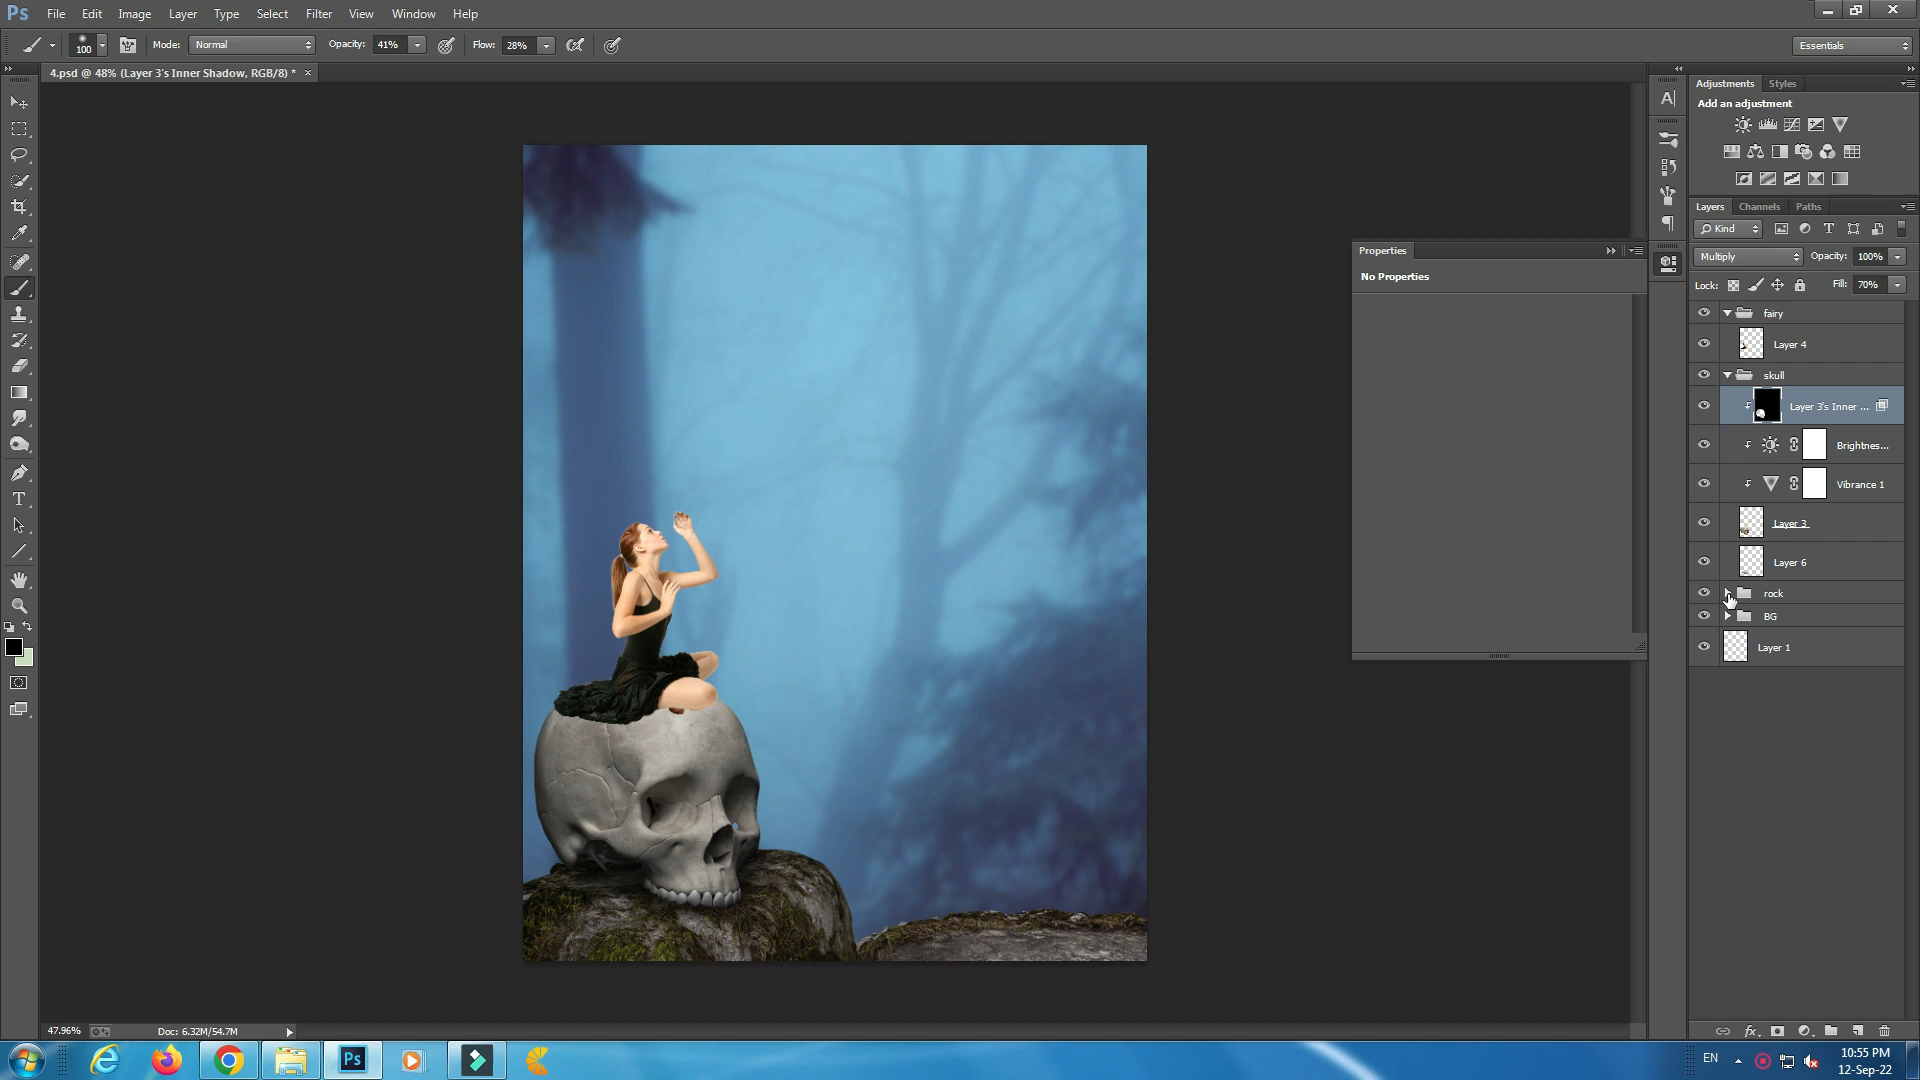 Ps File Edit Image Layer Type Select Filter View Window Help
100 Mode: Normal Opacity: 41% Flow: 28% Essentials
4.psd @ 48% (Layer 3's Inner Shadow, RGB/8) * ×
Adjustments Styles
Add an adjustment
Layers Channels Paths
Kind
Multiply Opacity: 100%
Lock: Fill: 70%
fairy
Layer 4
skull
Layer 3's Inner ...
Brightnes...
Vibrance 1
Layer 3
Layer 6
rock
BG
Layer 1
Properties
No Properties
47.96% Doc: 6.32M/54.7M
Ps
EN
10:55 PM
12-Sep-22